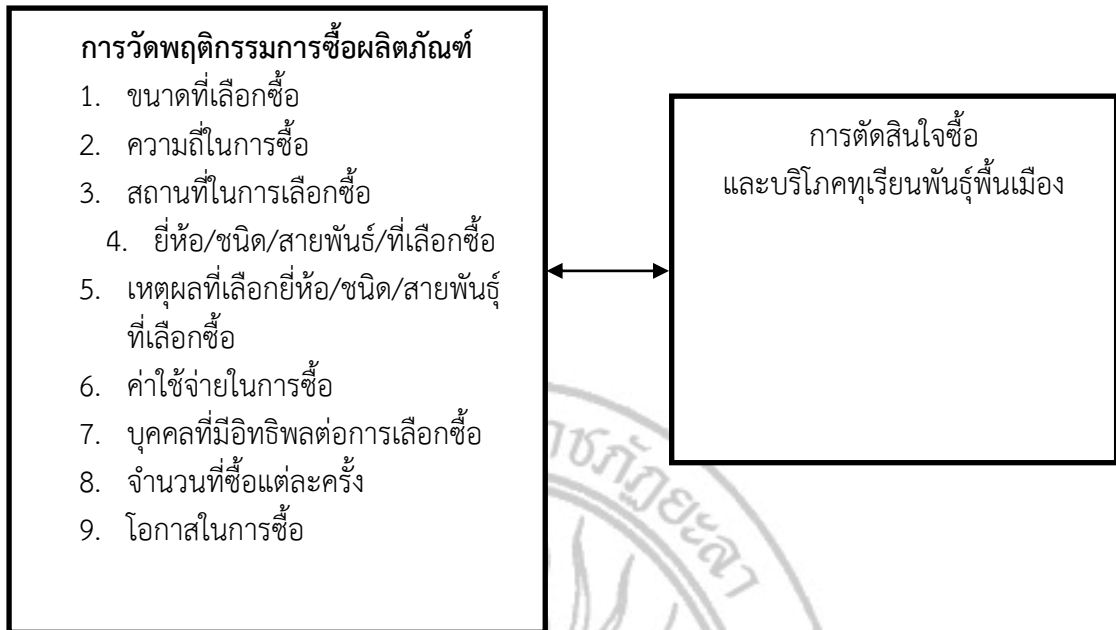 การวัดพฤติกรรมการซื้อผลิตภัณฑ์
1. ขนาดที่เลือกซื้อ
2. ความถี่ในการซื้อ
3. สถานที่ในการเลือกซื้อ
4. ยี่ห้อ/ชนิด/สายพันธ์/ที่เลือกซื้อ
5. เหตุผลที่เลือกยี่ห้อ/ชนิด/สายพันธุ์
ที่เลือกซื้อ
6. ค่าใช้จ่ายในการซื้อ
7. บุคคลที่มีอิทธิพลต่อการเลือกซื้อ
8. จำนวนที่ซื้อแต่ละครั้ง
9. โอกาสในการซื้อ
การตัดสินใจซื้อ
และบริโภคทุเรียนพันธุ์พื้นเมือง
ราชภัฏยะลา